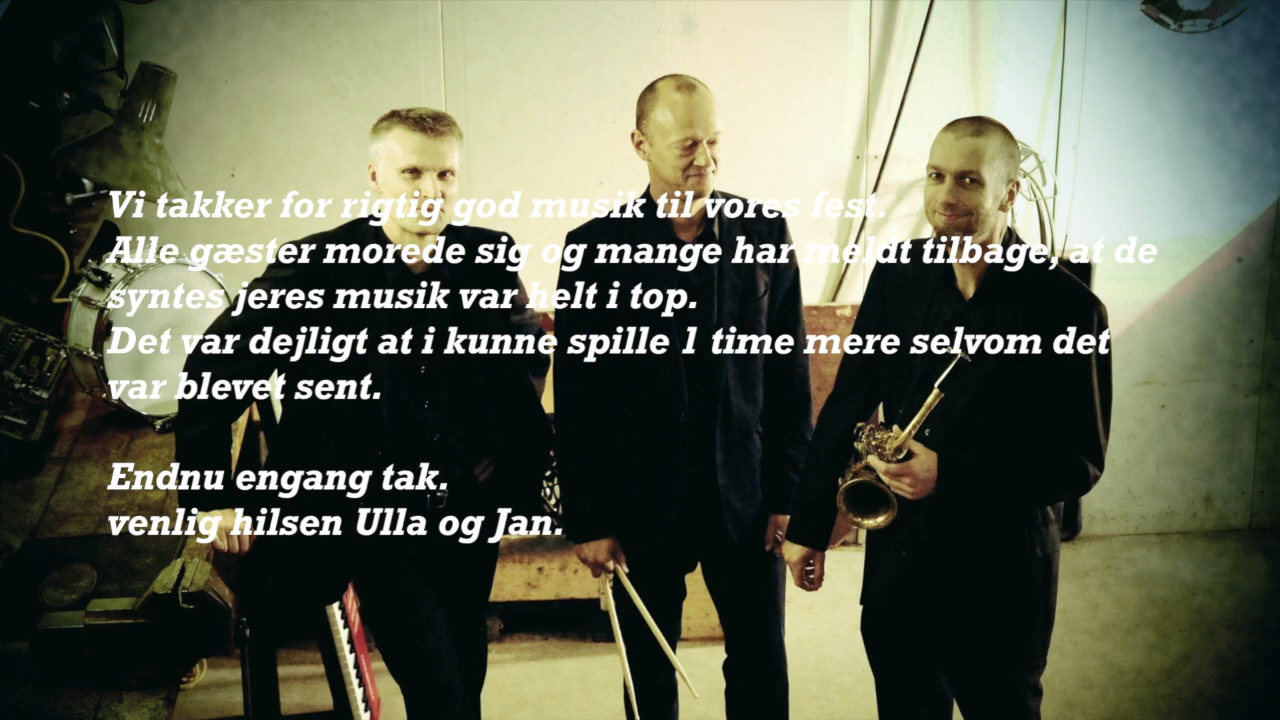 Vi takker for rigtig god musik til vores fest.
Alle gæster morede sig og mange har meldt tilbage, at de
syntes jeres musik var helt i top.
Det var dejligt at i kunne spille 1 time mere selvom det
var blevet sent.
Endnu engang tak.
venlig hilsen Ulla og Jan.